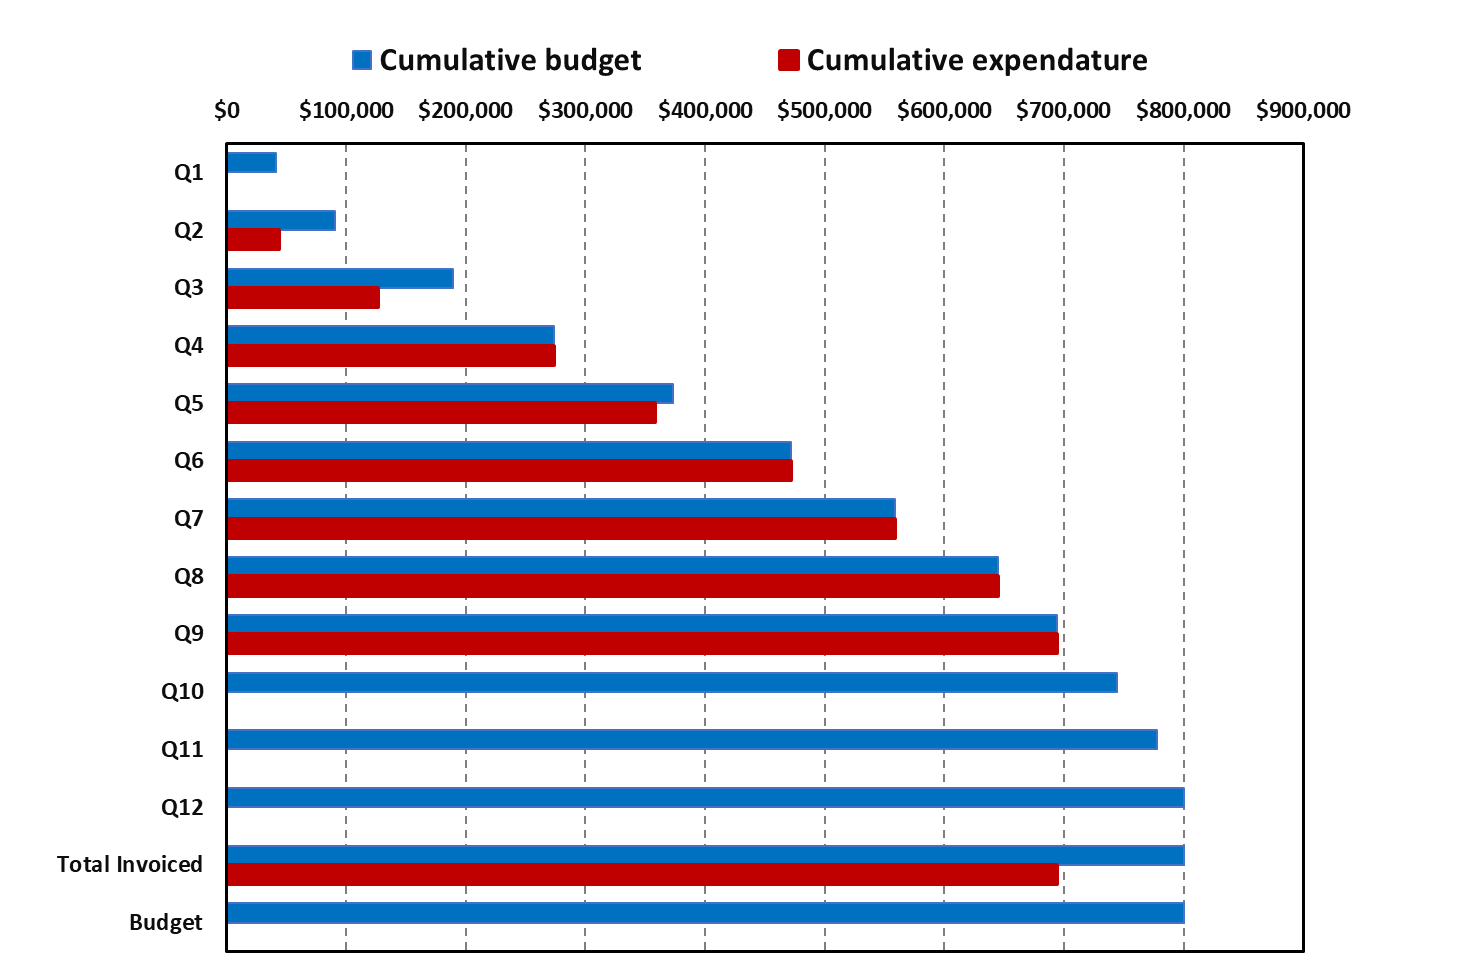 Cumulative budget Cumulative expendature
$0 $100,000 $200,000 $300,000 $400,000 $500,000 $600,000 $700,000 $800,000 $900,000
Q1
Q2
Q3
Q4
Q5
Q6
Q7
Q8
Q9
Q10
Q11
Q12
Total Invoiced
Budget